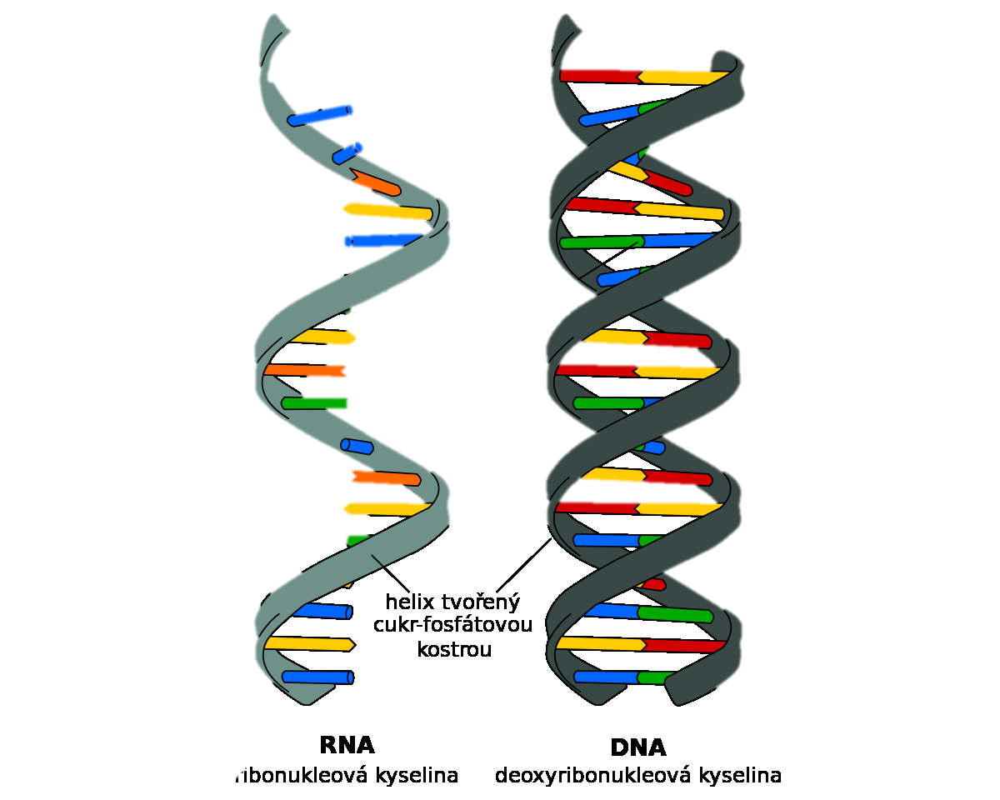 helix tvořený
cukr-fosfátovou
kostrou
RNA
ribonukleová kyselina
DNA
deoxyribonukleová kyselina